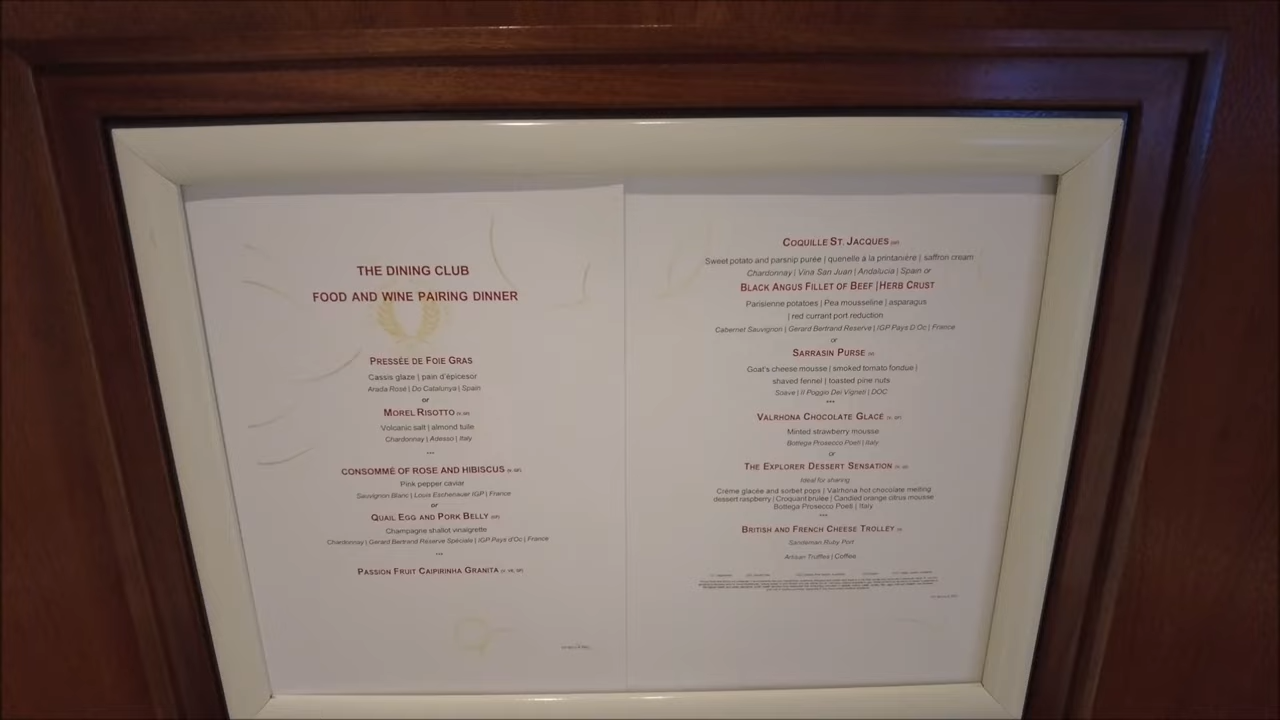 THE DINING CLUB
FOOD AND WINE PAIRING DINNER
PRESSÉE DE FOIE GRAS
Cassis glaze | pain d'épicesor
Arada Rosé | Do Catalunya | Spain
or
MOREL RISOTTO
Volcanic salt | almond tuile
Chardonnay | Adesso | Italy
***
CONSOMMÉ OF ROSE AND HIBISCUS
Pink pepper caviar
Sauvignon Blanc | Louis Eschenauer IGP | France
or
QUAIL EGG AND PORK BELLY
Champagne shallot vinaigrette
Chardonnay | Gerard Bertrand Réserve Spéciale | IGP Pays d'Oc | France
***
PASSION FRUIT CAIPIRINHA GRANITA
COQUILLE ST. JACQUES
Sweet potato and parsnip purée | quenelle à la printanière | saffron cream
Chardonnay | Vina San Juan | Andalucia | Spain or
BLACK ANGUS FILLET OF BEEF | HERB CRUST
Parisienne potatoes | Pea mousseline | asparagus
| red currant port reduction
Cabernet Sauvignon | Gerard Bertrand Reserve | IGP Pays D Oc | France
or
SARRASIN PURSE
Goat's cheese mousse | smoked tomato fondue |
shaved fennel | toasted pine nuts
Soave | Il Poggio Dei Vigneti | DOC
***
VALRHONA CHOCOLATE GLACÉ
Minted strawberry mousse
Bottega Prosecco Poeti | Italy
or
THE EXPLORER DESSERT SENSATION
Ideal for sharing
Crème glacée and sorbet pops | Valrhona hot chocolate melting
dessert raspberry | Croquant brulée | Candied orange citrus mousse
Bottega Prosecco Poeti | Italy
***
BRITISH AND FRENCH CHEESE TROLLEY
Sandeman Ruby Port
Artisan Truffles | Coffee